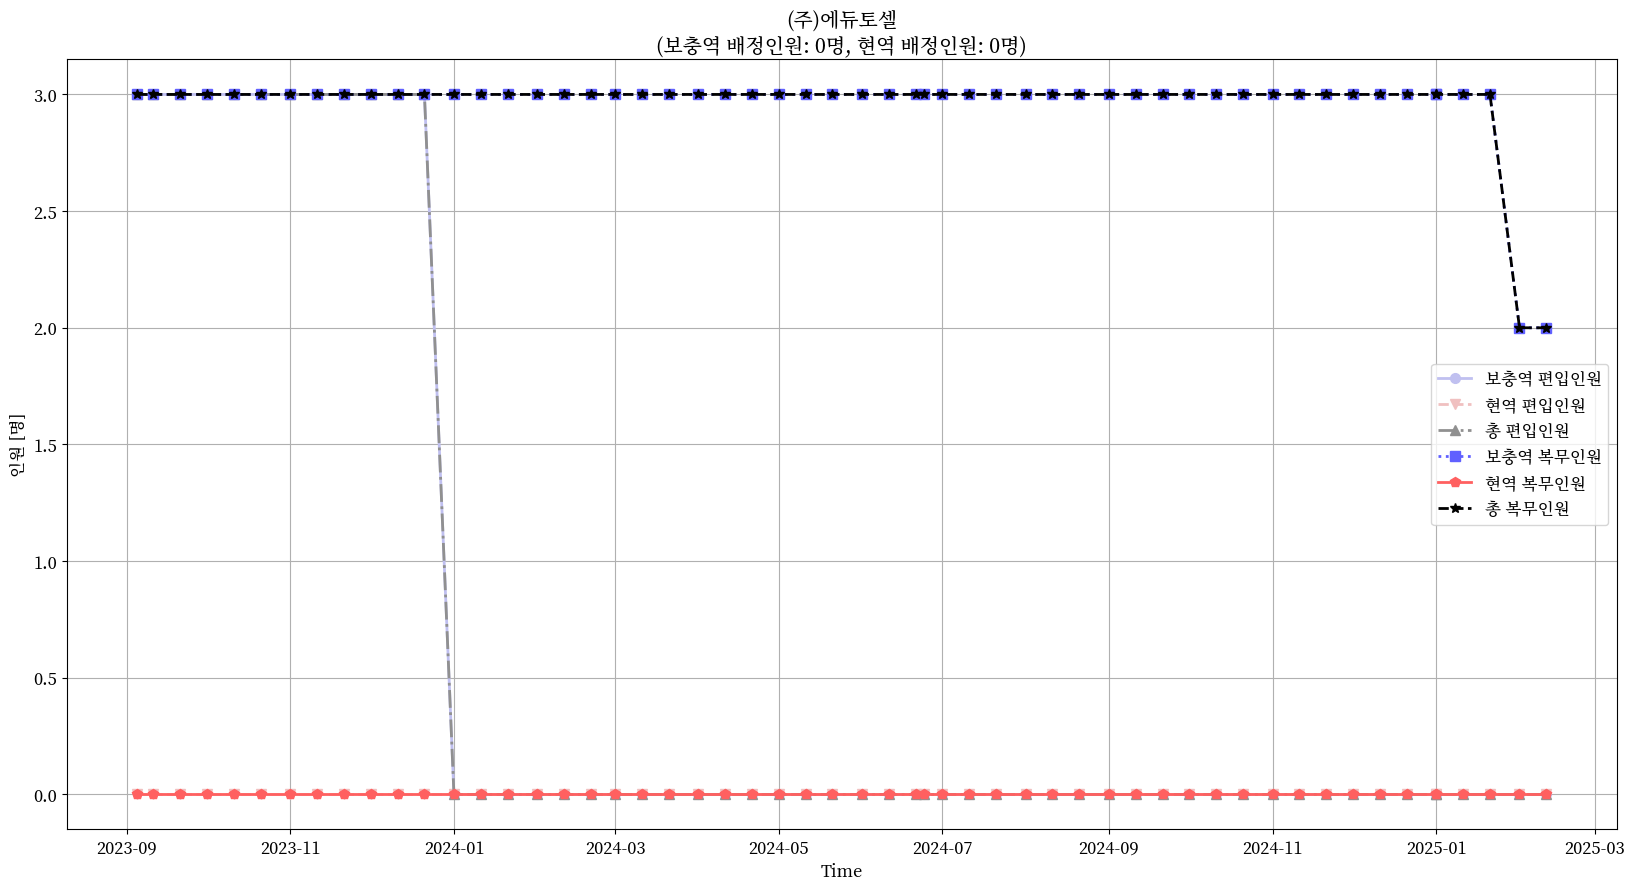 (주)에듀토셀
(보충역 배정인원: 0명, 현역 배정인원: 0명)
인원 [명]
3.0
2.5
2.0
1.5
1.0
0.5
0.0
보충역 편입인원
현역 편입인원
총 편입인원
보충역 복무인원
현역 복무인원
총 복무인원
2023-09 2023-11 2024-01 2024-03 2024-05 2024-07 2024-09 2024-11 2025-01 2025-03
Time